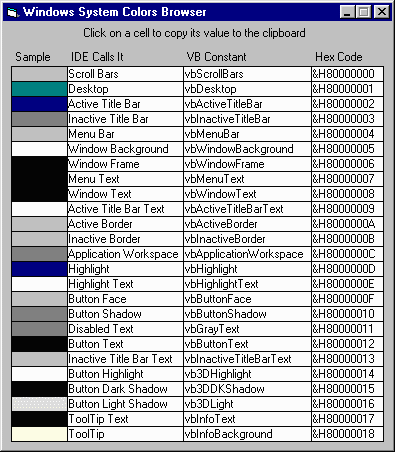 Windows System Colors Browser
Click on a cell to copy its value to the clipboard
Sample IDE Calls It VB Constant Hex Code
Scroll Bars vbScrollBars &H80000000
Desktop vbDesktop &H80000001
Active Title Bar vbActiveTitleBar &H80000002
Inactive Title Bar vbInactiveTitleBar &H80000003
Menu Bar vbMenuBar &H80000004
Window Background vbWindowBackground &H80000005
Window Frame vbWindowFrame &H80000006
Menu Text vbMenuText &H80000007
Window Text vbWindowText &H80000008
Active Title Bar Text vbActiveTitleBarText &H80000009
Active Border vbActiveBorder &H8000000A
Inactive Border vbInactiveBorder &H8000000B
Application Workspace vbApplicationWorkspace &H8000000C
Highlight vbHighlight &H8000000D
Highlight Text vbHighlightText &H8000000E
Button Face vbButtonFace &H8000000F
Button Shadow vbButtonShadow &H80000010
Disabled Text vbGrayText &H80000011
Button Text vbButtonText &H80000012
Inactive Title Bar Text vbInactiveTitleBarText &H80000013
Button Highlight vb3DHighlight &H80000014
Button Dark Shadow vb3DDKShadow &H80000015
Button Light Shadow vb3DLight &H80000016
ToolTip Text vbInfoText &H80000017
ToolTip vbInfoBackground &H80000018